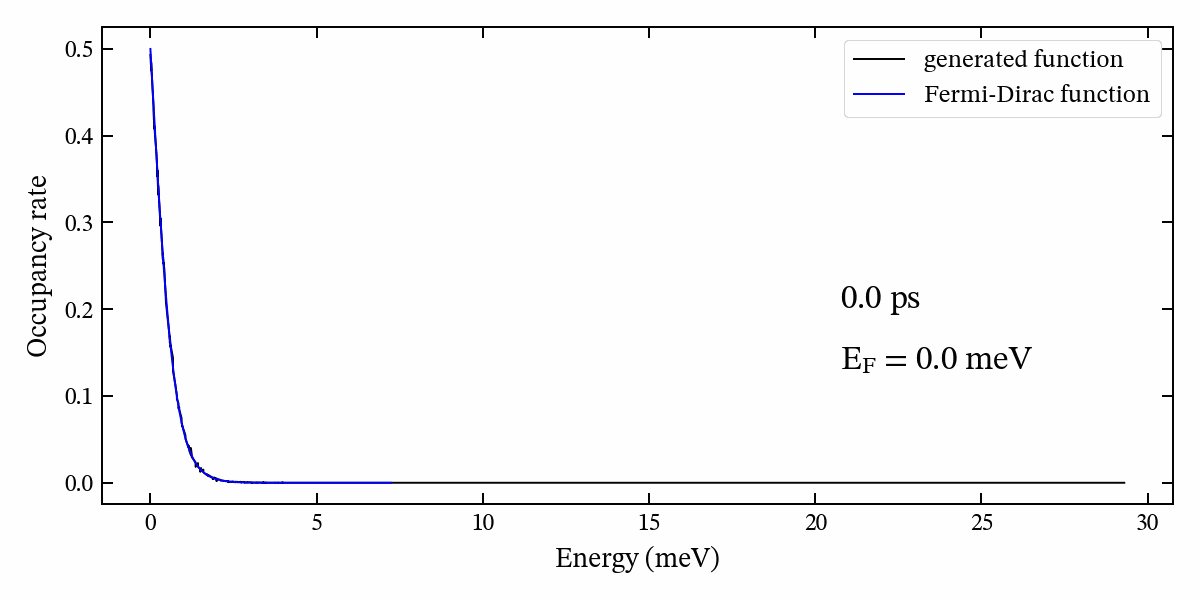 generated function
Fermi-Dirac function
0.5
0.4
0.3
0.2
0.1
0.0
Occupancy rate
0.0 ps
E_F = 0.0 meV
0 5 10 15 20 25 30
Energy (meV)